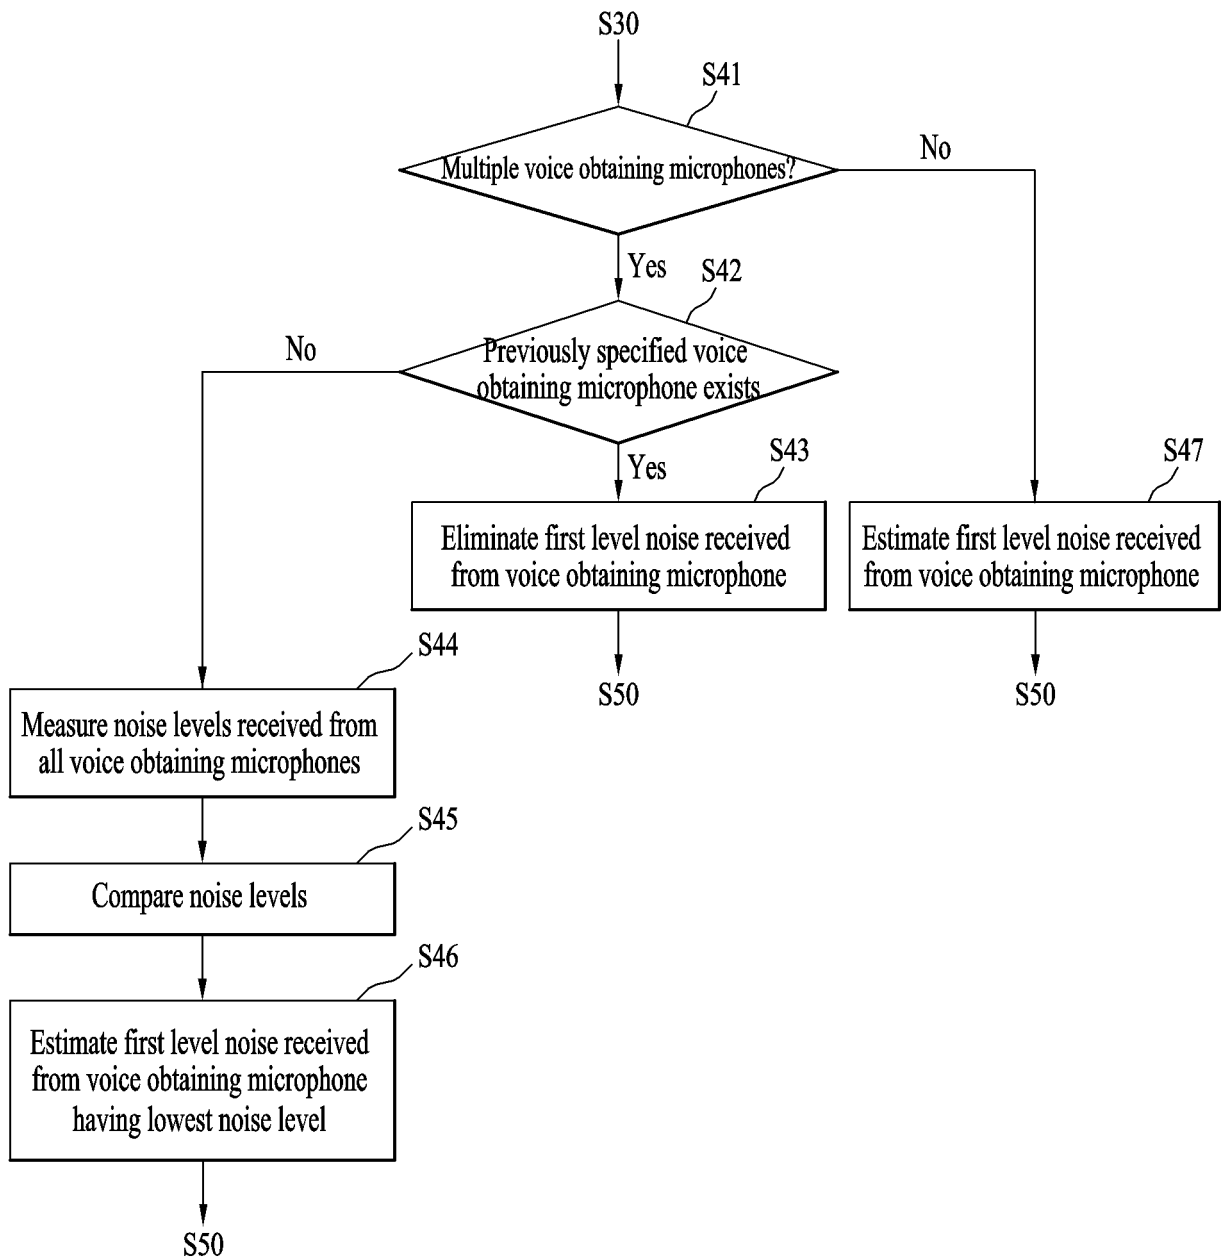 S30
S41
Multiple voice obtaining microphones?
No
Yes
S42
Previously specified voice
obtaining microphone exists
No
Yes
S43
Eliminate first level noise received
from voice obtaining microphone
S50
S47
Estimate first level noise received
from voice obtaining microphone
S50
S44
Measure noise levels received from
all voice obtaining microphones
S45
Compare noise levels
S46
Estimate first level noise received
from voice obtaining microphone
having lowest noise level
S50